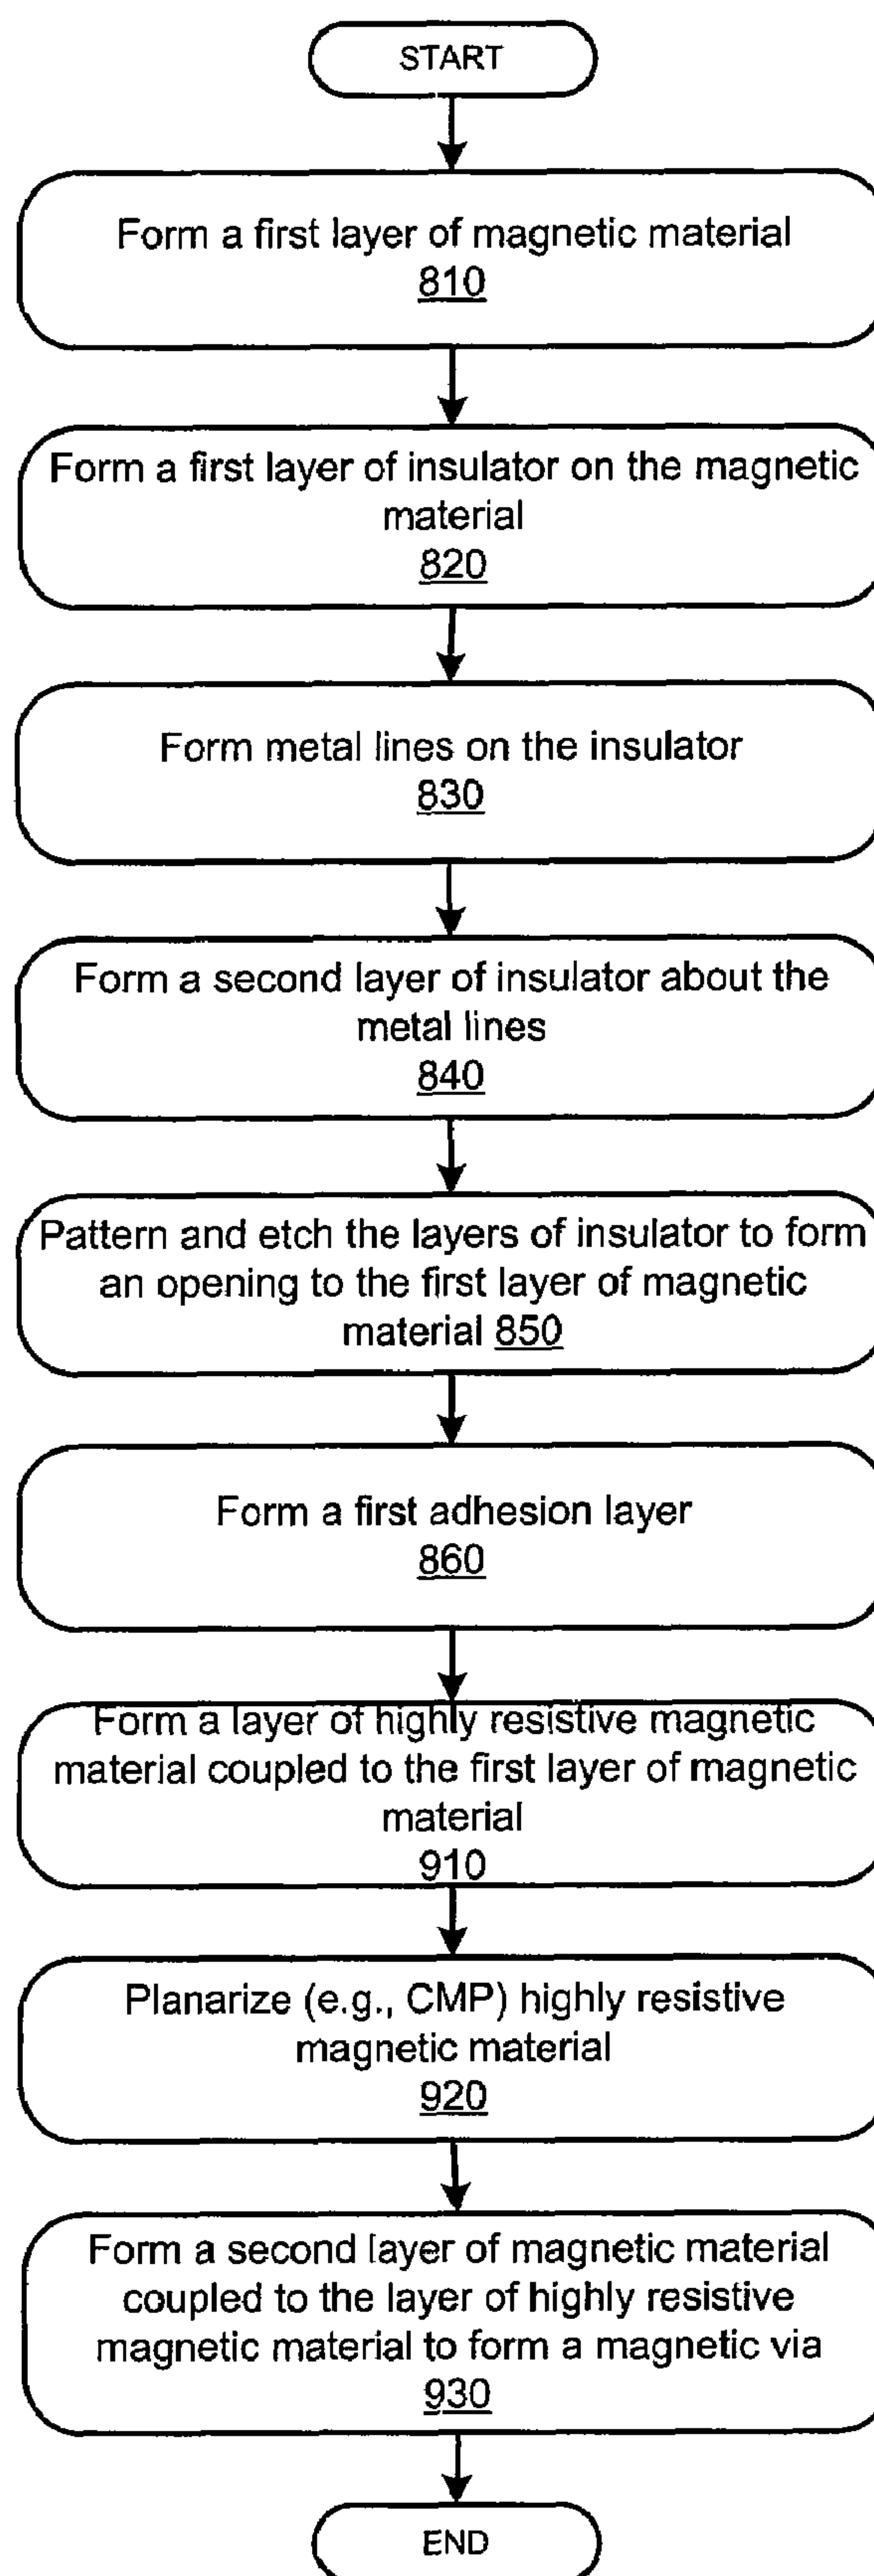 START
Form a first layer of magnetic material
810
Form a first layer of insulator on the magnetic
material
820
Form metal lines on the insulator
830
Form a second layer of insulator about the
metal lines
840
Pattern and etch the layers of insulator to form
an opening to the first layer of magnetic
material 850
Form a first adhesion layer
860
Form a layer of highly resistive magnetic
material coupled to the first layer of magnetic
material
910
Planarize (e.g., CMP) highly resistive
magnetic material
920
Form a second layer of magnetic material
coupled to the layer of highly resistive
magnetic material to form a magnetic via
930
END